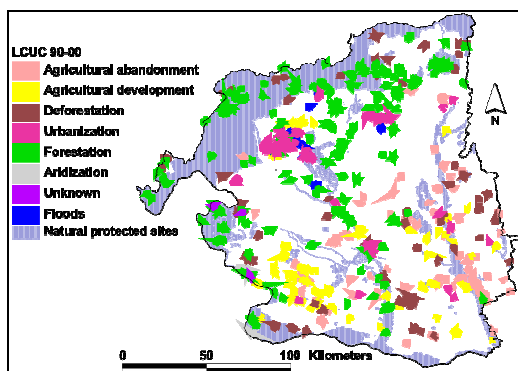 LCUC 90-00
Agricultural abandonment
Agricultural development
Deforestation
Urbanization
Forestation
Aridization
Unknown
Floods
Natural protected sites
N
0 50 100 Kilometers